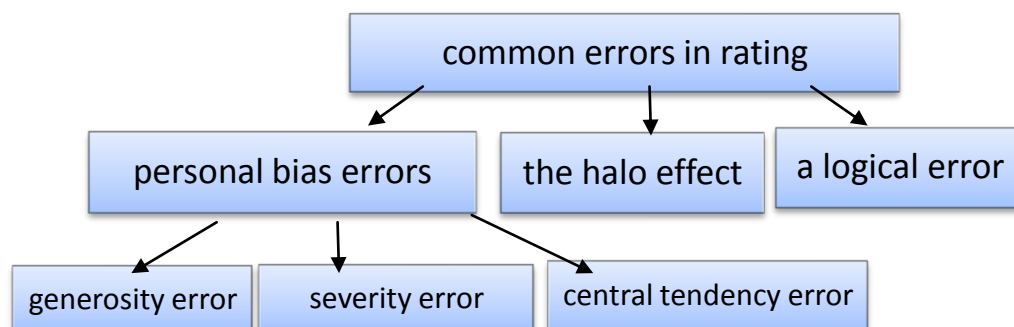 common errors in rating
personal bias errors
the halo effect
a logical error
generosity error
severity error
central tendency error